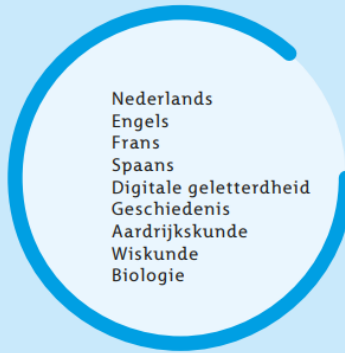 Nederlands
Engels
Frans
Spaans
Digitale geletterdheid
Geschiedenis
Aardrijkskunde
Wiskunde
Biologie